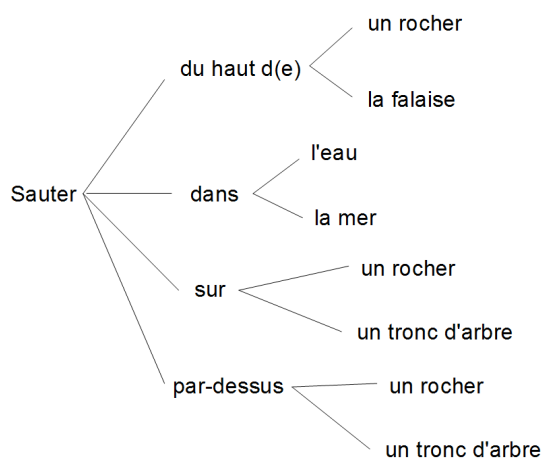 Sauter
du haut d(e)
un rocher
la falaise
dans
l'eau
la mer
sur
un rocher
un tronc d'arbre
par-dessus
un rocher
un tronc d'arbre